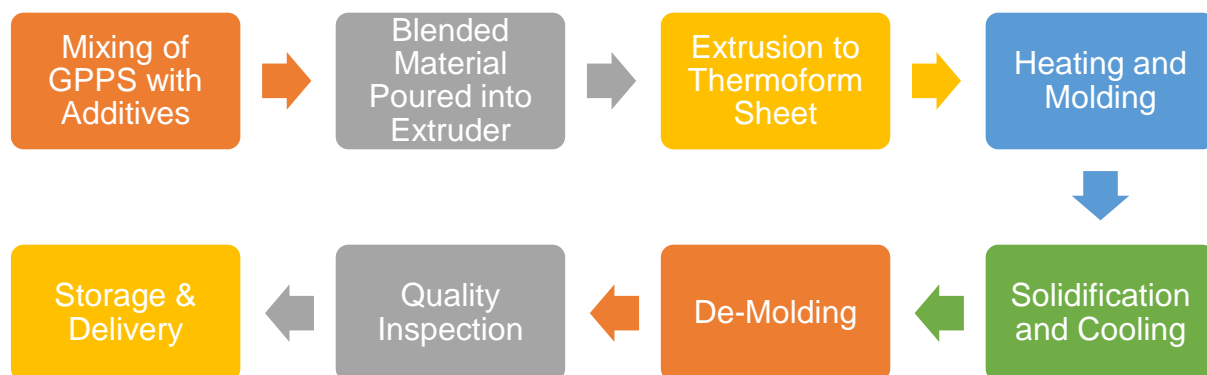 Mixing of
GPPS with
Additives
Blended
Material
Poured into
Extruder
Extrusion to
Thermoform
Sheet
Heating and
Molding
Solidification
and Cooling
De-Molding
Quality
Inspection
Storage &
Delivery